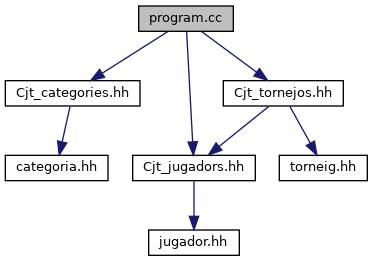 program.cc
Cjt_categories.hh
Cjt_tornejos.hh
categoria.hh
Cjt_jugadors.hh
torneig.hh
jugador.hh